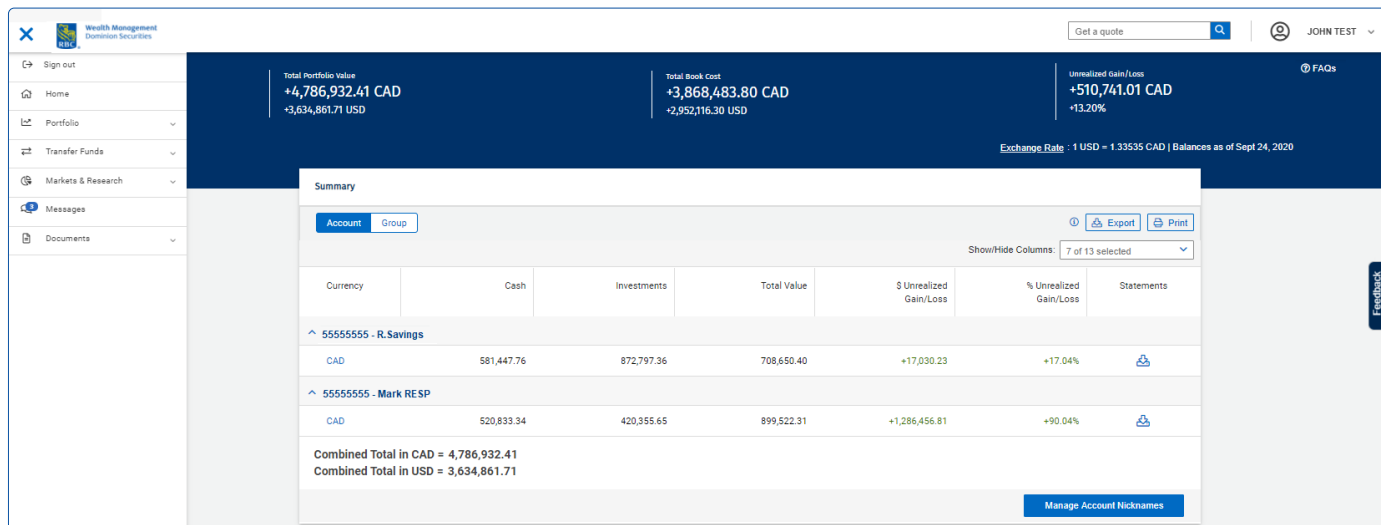 Wealth Management
Dominion Securities
RBC
Get a quote
JOHN TEST
Sign out
Home
Portfolio
Transfer Funds
Markets & Research
3
Messages
Documents
FAQs
Total Portfolio Value
+4,786,932.41 CAD
+3,634,861.71 USD
Total Book Cost
+3,868,483.80 CAD
+2,952,116.30 USD
Unrealized Gain/Loss
+510,741.01 CAD
+13.20%
Exchange Rate : 1 USD = 1.33535 CAD | Balances as of Sept 24, 2020
Summary
Account Group
Export Print
Show/Hide Columns: 7 of 13 selected
Currency Cash Investments Total Value $ Unrealized Gain/Loss % Unrealized Gain/Loss Statements
55555555 - R.Savings
CAD 581,447.76 872,797.36 708,650.40 +17,030.23 +17.04%
55555555 - Mark RESP
CAD 520,833.34 420,355.65 899,522.31 +1,286,456.81 +90.04%
Combined Total in CAD = 4,786,932.41
Combined Total in USD = 3,634,861.71
Manage Account Nicknames
Feedback